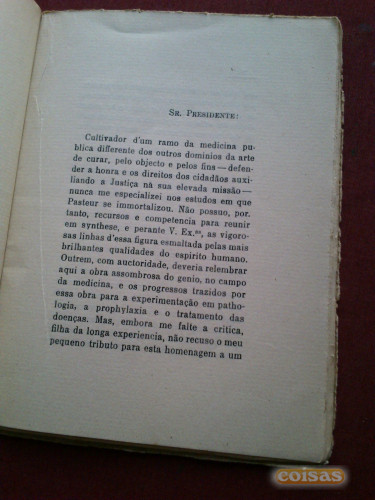 SR. PRESIDENTE:
Cultivador d'um ramo da medicina pu-
blica differente dos outros dominios da arte
de curar, pelo objecto e pelos fins—defen-
der a honra e os direitos dos cidadãos auxi-
liando a Justiça na sua elevada missão—
nunca me especializei nos estudos em que
Pasteur se immortalizou. Não possuo, por-
tanto, recursos e competencia para reunir
em synthese, e perante V. Ex.as, as vigoro-
sas linhas d'essa figura esmaltada pelas mais
brilhantes qualidades do espirito humano.
Outrem, com auctoridade, deveria relembrar
aqui a obra assombrosa do genio, no campo
da medicina, e os progressos trazidos por
essa obra para a experimentação em patho-
logia, a prophylaxia e o tratamento das
doenças. Mas, embora me falte a critica,
filha da longa experiencia, não recuso o meu
pequeno tributo para esta homenagem a um
coisas